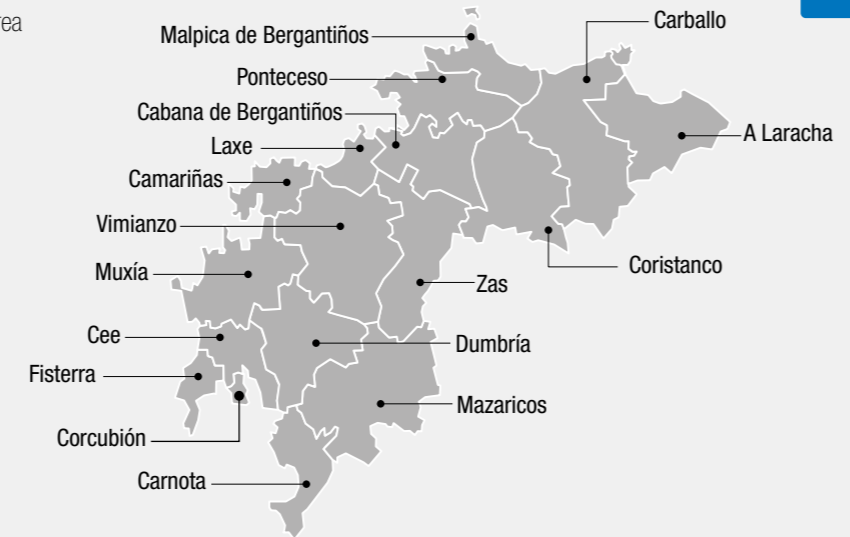 rea
Carballo
Malpica de Bergantiños
Ponteceso
Cabana de Bergantiños
A Laracha
Laxe
Camariñas
Vimianzo
Coristanco
Muxía
Zas
Cee
Dumbría
Fisterra
Mazaricos
Corcubión
Carnota